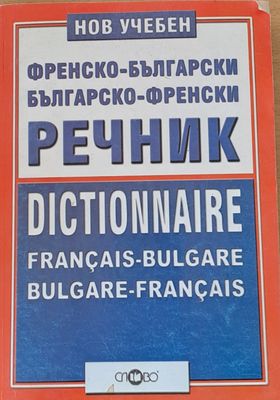 НОВ УЧЕБЕН
ФРЕНСКО-БЪЛГАРСКИ
БЪЛГАРСКО-ФРЕНСКИ
РЕЧНИК
DICTIONNAIRE
FRANÇAIS-BULGARE
BULGARE-FRANÇAIS
СЛОВО